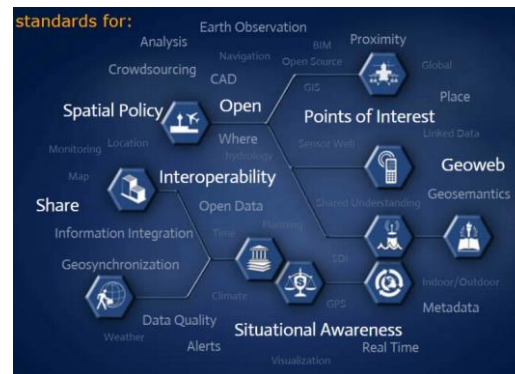 standards for:
Earth Observation
Analysis
BIM
Proximity
Navigation
Open Source
Crowdsourcing
Global
CAD
GIS
Place
Spatial Policy
Open
Points of Interest
Linked Data
Where
Location
Sensor Web
Monitoring
hydrology
Geoweb
Map
Interoperability
Geosemantics
Share
Open Data
Shared Understanding
Information Integration
Time
Planning
Geosynchronization
SDI
Indoor/Outdoor
Climate
GPS
Metadata
Data Quality
Situational Awareness
Weather
Alerts
Real Time
Visualization